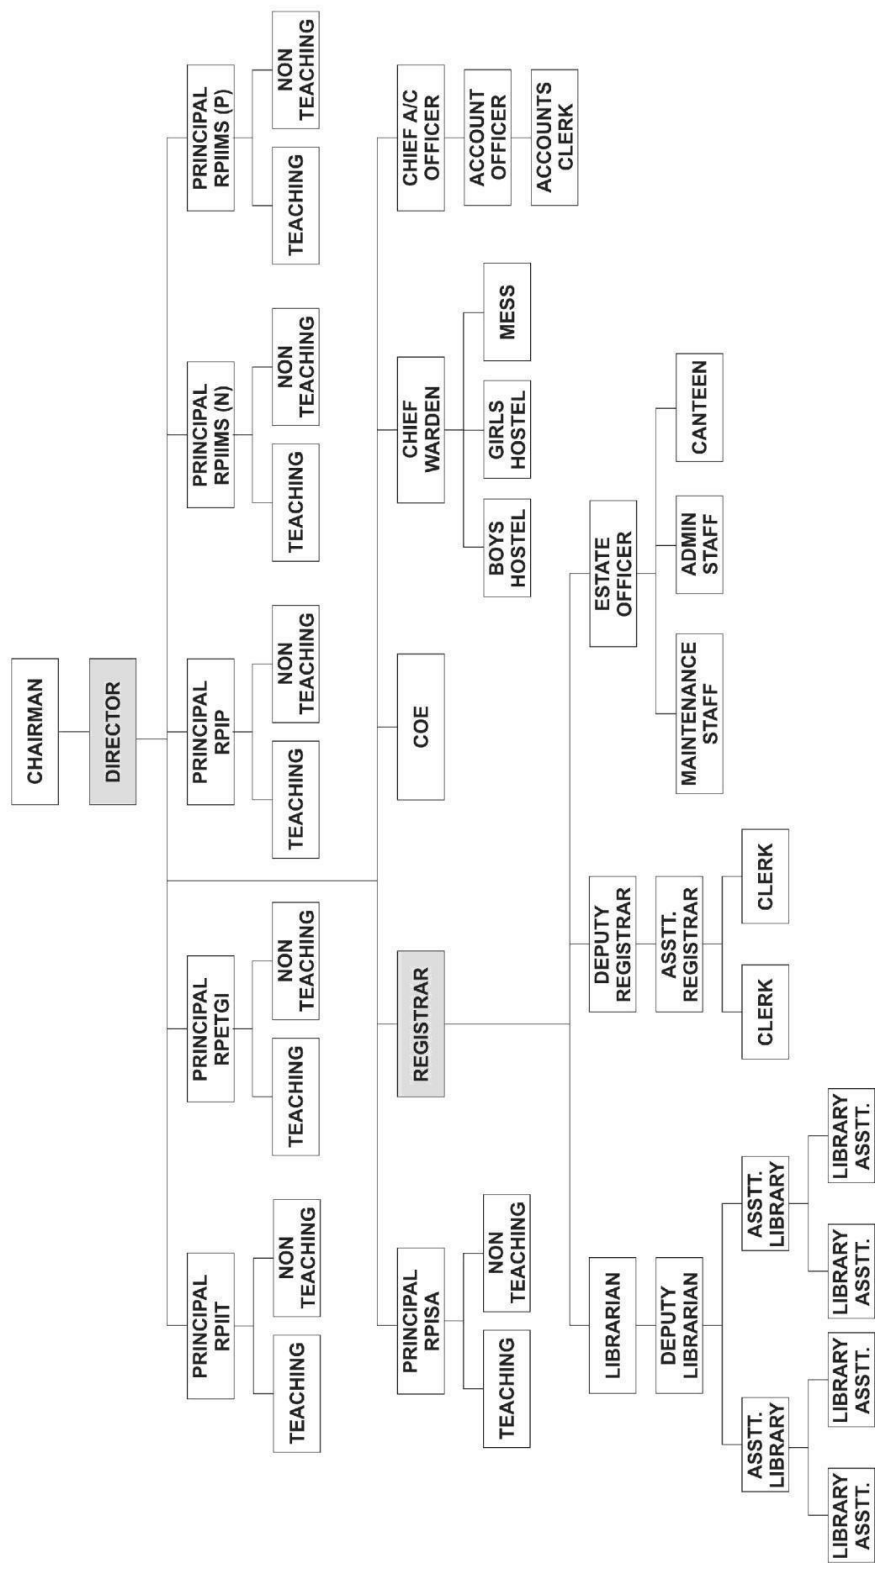 CHAIRMAN
DIRECTOR
PRINCIPAL
RPIIT
PRINCIPAL
RPETGI
PRINCIPAL
RPIP
PRINCIPAL
RPIIMS (N)
PRINCIPAL
RPIIMS (P)
TEACHING
NON
TEACHING
TEACHING
NON
TEACHING
TEACHING
NON
TEACHING
TEACHING
NON
TEACHING
TEACHING
NON
TEACHING
PRINCIPAL
RPISA
REGISTRAR
COE
CHIEF
WARDEN
CHIEF A/C
OFFICER
TEACHING
NON
TEACHING
BOYS
HOSTEL
GIRLS
HOSTEL
MESS
ACCOUNT
OFFICER
ACCOUNTS
CLERK
LIBRARIAN
DEPUTY
REGISTRAR
ESTATE
OFFICER
DEPUTY
LIBRARIAN
ASSTT.
REGISTRAR
MAINTENANCE
STAFF
ADMIN
STAFF
CANTEEN
ASSTT.
LIBRARY
ASSTT.
LIBRARY
CLERK
CLERK
LIBRARY
ASSTT.
LIBRARY
ASSTT.
LIBRARY
ASSTT.
LIBRARY
ASSTT.